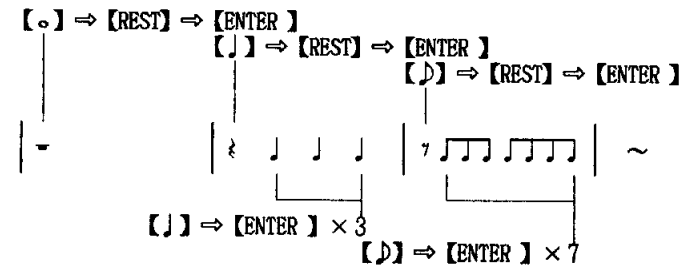 【𝅝】⇒【REST】⇒【ENTER】
【♩】⇒【REST】⇒【ENTER】
【♪】⇒【REST】⇒【ENTER】
～
【♩】⇒【ENTER】×3
【♪】⇒【ENTER】×7